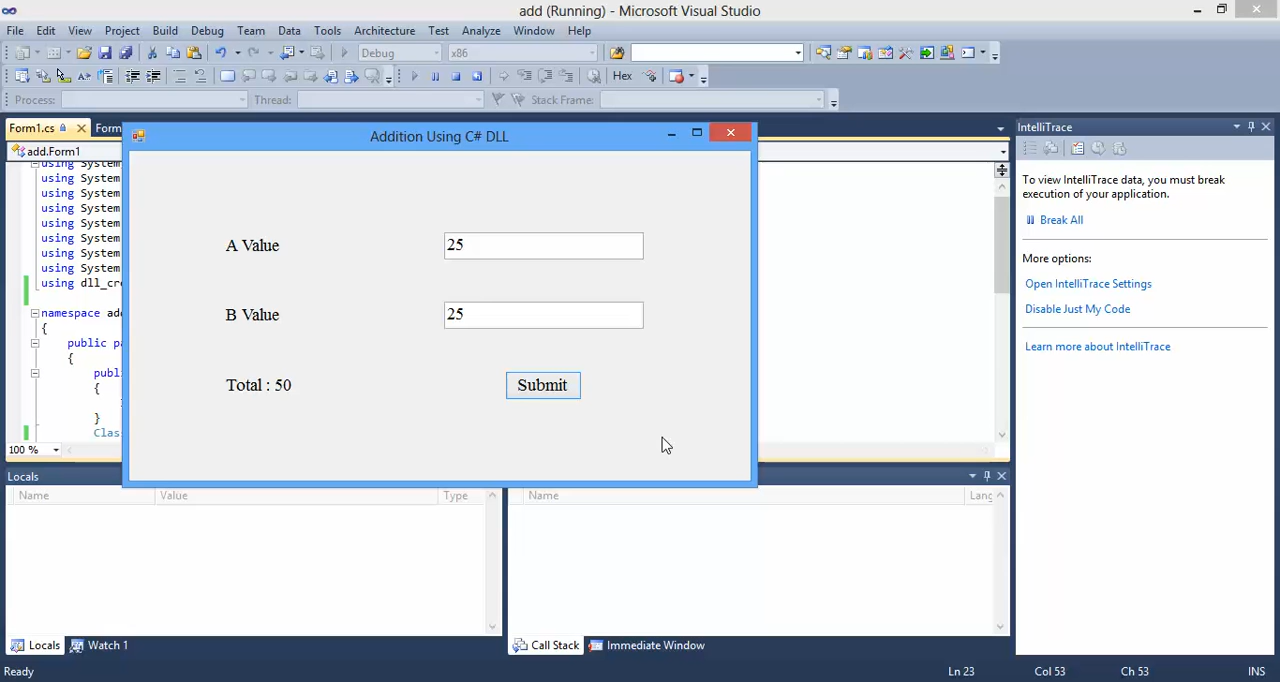 add (Running) - Microsoft Visual Studio
File Edit View Project Build Debug Team Data Tools Architecture Test Analyze Window Help
Debug x86
Hex
Process: Thread: Stack Frame:
Form1.cs Form
add.Form1
Addition Using C# DLL
using System
using System
using System
using System
using System
using System
using System
using System
using dll_cre
namespace add
{
public pa
{
publi
{
}
Clas
100 %
A Value 25
B Value 25
Total : 50 Submit
IntelliTrace
To view IntelliTrace data, you must break
execution of your application.
Break All
More options:
Open IntelliTrace Settings
Disable Just My Code
Learn more about IntelliTrace
Locals
Name Value Type
Name Lang
Locals Watch 1
Call Stack Immediate Window
Ready Ln 23 Col 53 Ch 53 INS